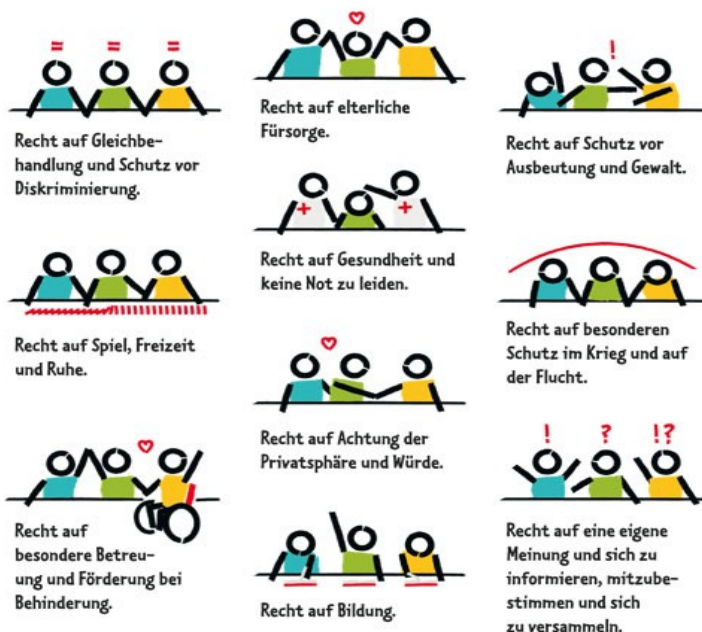 = = =
Recht auf Gleichbe-
handlung und Schutz vor
Diskriminierung.
Recht auf Spiel, Freizeit
und Ruhe.
Recht auf
besondere Betreu-
ung und Förderung bei
Behinderung.
Recht auf elterliche
Fürsorge.
+ +
Recht auf Gesundheit und
keine Not zu leiden.
Recht auf Achtung der
Privatsphäre und Würde.
Recht auf Bildung.
!
Recht auf Schutz vor
Ausbeutung und Gewalt.
Recht auf besonderen
Schutz im Krieg und auf
der Flucht.
! ? !?
Recht auf eine eigene
Meinung und sich zu
informieren, mitzube-
stimmen und sich
zu versammeln.